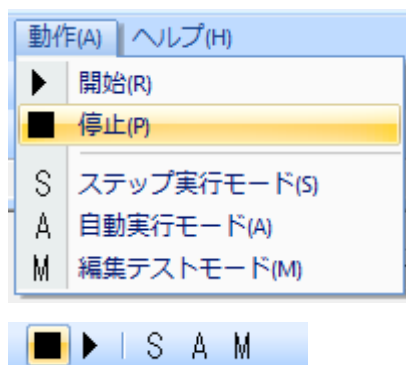 動作(A) ヘルプ(H)
開始(R)
停止(P)
S ステップ実行モード(S)
A 自動実行モード(A)
M 編集テストモード(M)
S A M